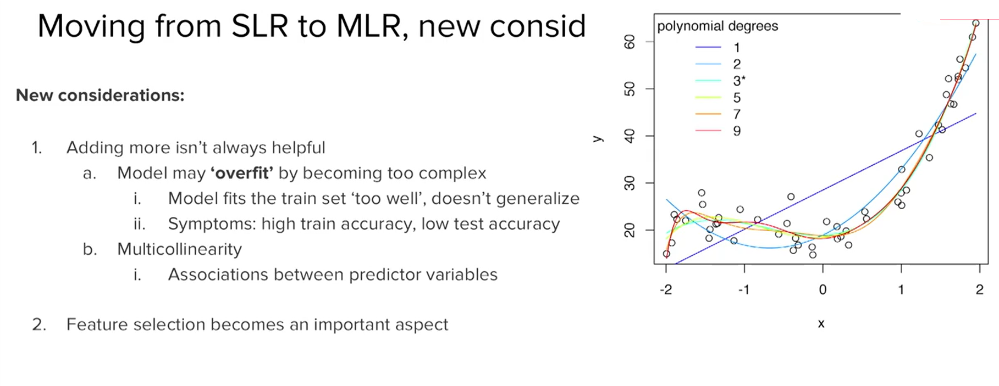 Moving from SLR to MLR, new consid
New considerations:
1. Adding more isn’t always helpful
a. Model may ‘overfit’ by becoming too complex
i. Model fits the train set ‘too well’, doesn’t generalize
ii. Symptoms: high train accuracy, low test accuracy
b. Multicollinearity
i. Associations between predictor variables
2. Feature selection becomes an important aspect
polynomial degrees
1
2
3*
5
7
9
y
60
50
40
30
20
-2 -1 0 1 2
x